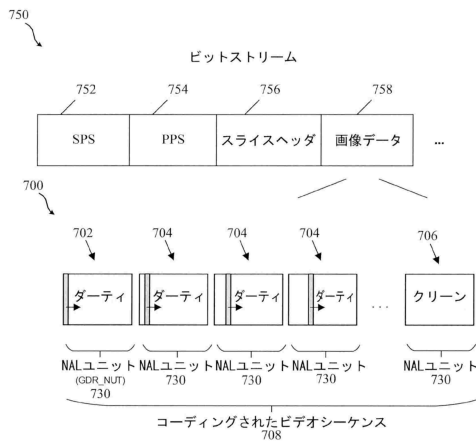 750
ビットストリーム
752 754 756 758
SPS PPS スライスヘッダ 画像データ ...
700
702 704 704 704 706
ダーティ ダーティ ダーティ ダーティ ... クリーン
NALユニット NALユニット NALユニット NALユニット NALユニット
(GDR_NUT) 730 730 730 730
730
コーディングされたビデオシーケンス
708